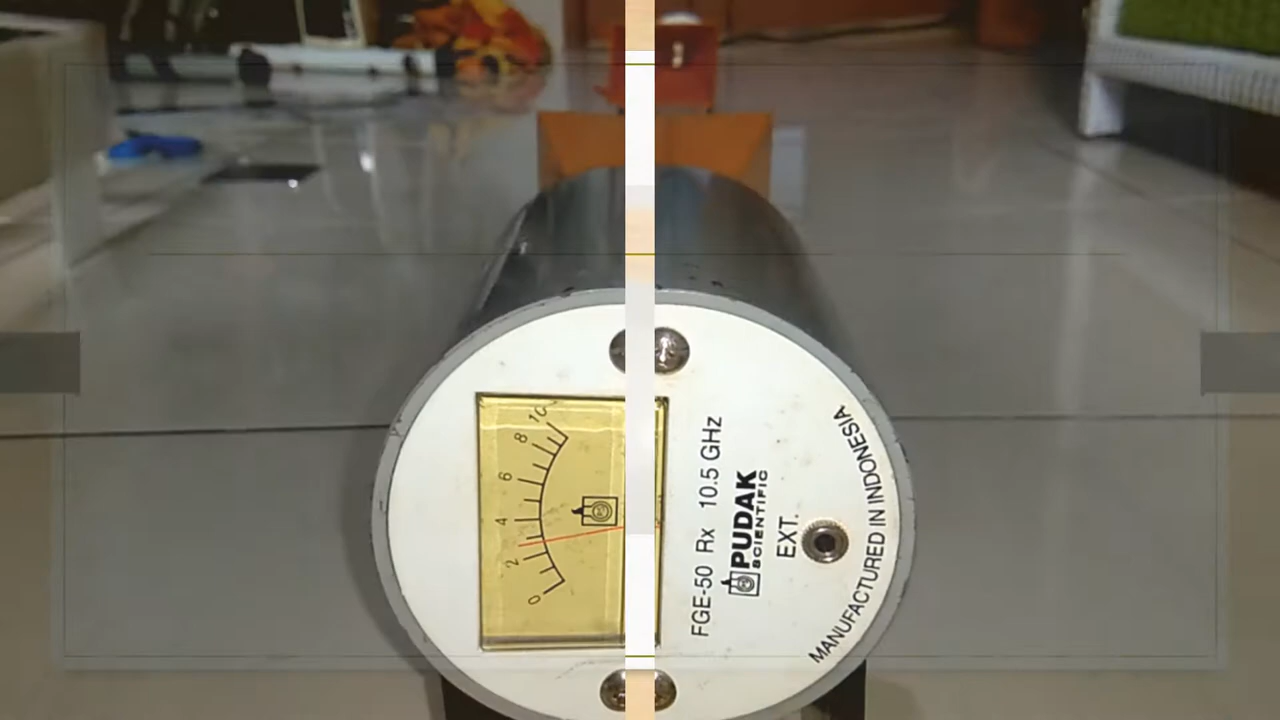 10
8
6
4
2
0
FGE-50 Rx 10.5 GHz
PUDAK
SCIENTIFIC
EXT.
MANUFACTURED IN INDONESIA